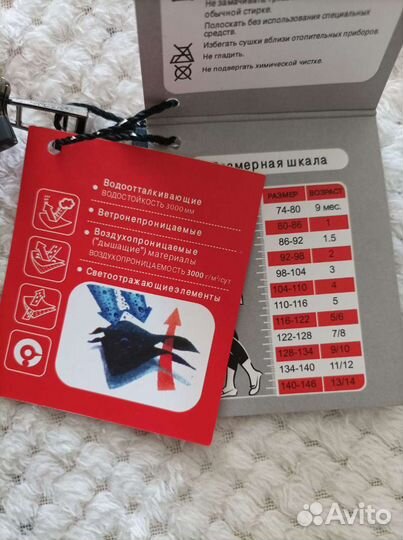 обычной стирке.
Полоскать без использования специальных
средств.
Избегать сушки вблизи отопительных приборов
Не гладить.
Не подвергать химической чистке.
мерная шкала
РАЗМЕР ВОЗРАСТ
74-80 9 мес.
80-86 1
86-92 1.5
92-98 2
98-104 3
104-110 4
110-116 5
116-122 5/6
122-128 7/8
128-134 9/10
134-140 11/12
140-146 13/14
• Водоотталкивающие
ВОДОСТОЙКОСТЬ 3000 мм
• Ветронепроницаемые
• Воздухопроницаемые
("дышащие") материалы
ВОЗДУХОПРОНИЦАЕМОСТЬ 3000 г/м²/сут.
• Светоотражающие элементы
Avito